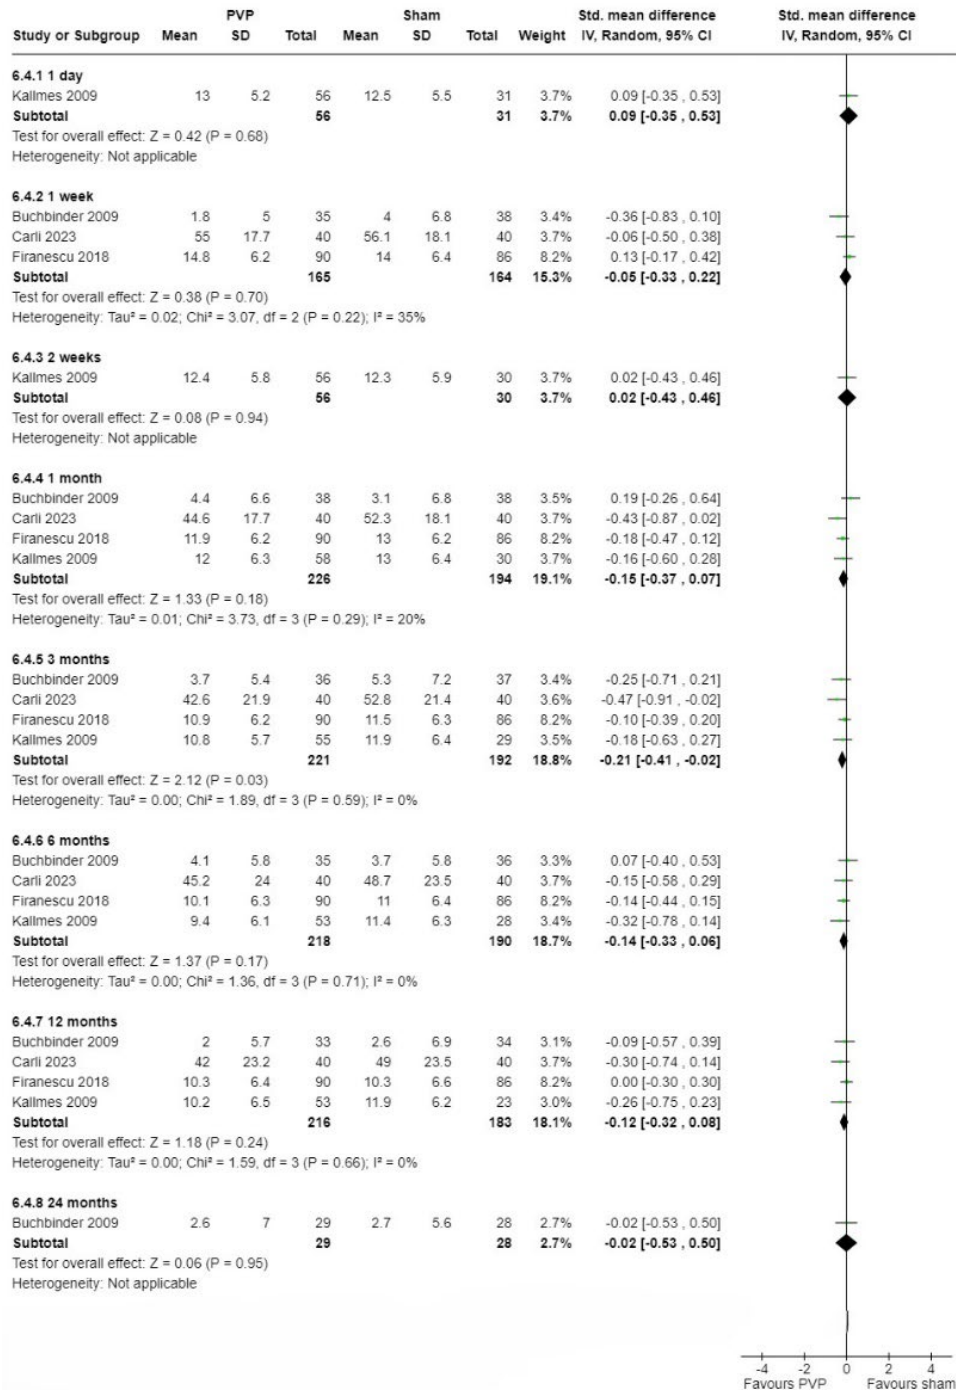 PVP Sham Std. mean difference Std. mean difference
Study or Subgroup Mean SD Total Mean SD Total Weight IV, Random, 95% CI IV, Random, 95% CI
6.4.1 1 day
Kallmes 2009 13 5.2 56 12.5 5.5 31 3.7% 0.09 [-0.35 , 0.53]
Subtotal 56 31 3.7% 0.09 [-0.35 , 0.53]
Test for overall effect: Z = 0.42 (P = 0.68)
Heterogeneity: Not applicable
6.4.2 1 week
Buchbinder 2009 1.8 5 35 4 6.8 38 3.4% -0.36 [-0.83 , 0.10]
Carli 2023 55 17.7 40 56.1 18.1 40 3.7% -0.06 [-0.50 , 0.38]
Firanescu 2018 14.8 6.2 90 14 6.4 86 8.2% 0.13 [-0.17 , 0.42]
Subtotal 165 164 15.3% -0.05 [-0.33 , 0.22]
Test for overall effect: Z = 0.38 (P = 0.70)
Heterogeneity: Tau² = 0.02; Chi² = 3.07, df = 2 (P = 0.22); I² = 35%
6.4.3 2 weeks
Kallmes 2009 12.4 5.8 56 12.3 5.9 30 3.7% 0.02 [-0.43 , 0.46]
Subtotal 56 30 3.7% 0.02 [-0.43 , 0.46]
Test for overall effect: Z = 0.08 (P = 0.94)
Heterogeneity: Not applicable
6.4.4 1 month
Buchbinder 2009 4.4 6.6 38 3.1 6.8 38 3.5% 0.19 [-0.26 , 0.64]
Carli 2023 44.6 17.7 40 52.3 18.1 40 3.7% -0.43 [-0.87 , 0.02]
Firanescu 2018 11.9 6.2 90 13 6.2 86 8.2% -0.18 [-0.47 , 0.12]
Kallmes 2009 12 6.3 58 13 6.4 30 3.7% -0.16 [-0.60 , 0.28]
Subtotal 226 194 19.1% -0.15 [-0.37 , 0.07]
Test for overall effect: Z = 1.33 (P = 0.18)
Heterogeneity: Tau² = 0.01; Chi² = 3.73, df = 3 (P = 0.29); I² = 20%
6.4.5 3 months
Buchbinder 2009 3.7 5.4 36 5.3 7.2 37 3.4% -0.25 [-0.71 , 0.21]
Carli 2023 42.6 21.9 40 52.8 21.4 40 3.6% -0.47 [-0.91 , -0.02]
Firanescu 2018 10.9 6.2 90 11.5 6.3 86 8.2% -0.10 [-0.39 , 0.20]
Kallmes 2009 10.8 5.7 55 11.9 6.4 29 3.5% -0.18 [-0.63 , 0.27]
Subtotal 221 192 18.8% -0.21 [-0.41 , -0.02]
Test for overall effect: Z = 2.12 (P = 0.03)
Heterogeneity: Tau² = 0.00; Chi² = 1.89, df = 3 (P = 0.59); I² = 0%
6.4.6 6 months
Buchbinder 2009 4.1 5.8 35 3.7 5.8 36 3.3% 0.07 [-0.40 , 0.53]
Carli 2023 45.2 24 40 48.7 23.5 40 3.7% -0.15 [-0.58 , 0.29]
Firanescu 2018 10.1 6.3 90 11 6.4 86 8.2% -0.14 [-0.44 , 0.15]
Kallmes 2009 9.4 6.1 53 11.4 6.3 28 3.4% -0.32 [-0.78 , 0.14]
Subtotal 218 190 18.7% -0.14 [-0.33 , 0.06]
Test for overall effect: Z = 1.37 (P = 0.17)
Heterogeneity: Tau² = 0.00; Chi² = 1.36, df = 3 (P = 0.71); I² = 0%
6.4.7 12 months
Buchbinder 2009 2 5.7 33 2.6 6.9 34 3.1% -0.09 [-0.57 , 0.39]
Carli 2023 42 23.2 40 49 23.5 40 3.7% -0.30 [-0.74 , 0.14]
Firanescu 2018 10.3 6.4 90 10.3 6.6 86 8.2% 0.00 [-0.30 , 0.30]
Kallmes 2009 10.2 6.5 53 11.9 6.2 23 3.0% -0.26 [-0.75 , 0.23]
Subtotal 216 183 18.1% -0.12 [-0.32 , 0.08]
Test for overall effect: Z = 1.18 (P = 0.24)
Heterogeneity: Tau² = 0.00; Chi² = 1.59, df = 3 (P = 0.66); I² = 0%
6.4.8 24 months
Buchbinder 2009 2.6 7 29 2.7 5.6 28 2.7% -0.02 [-0.53 , 0.50]
Subtotal 29 28 2.7% -0.02 [-0.53 , 0.50]
Test for overall effect: Z = 0.06 (P = 0.95)
Heterogeneity: Not applicable
-4 -2 0 2 4
Favours PVP Favours sham